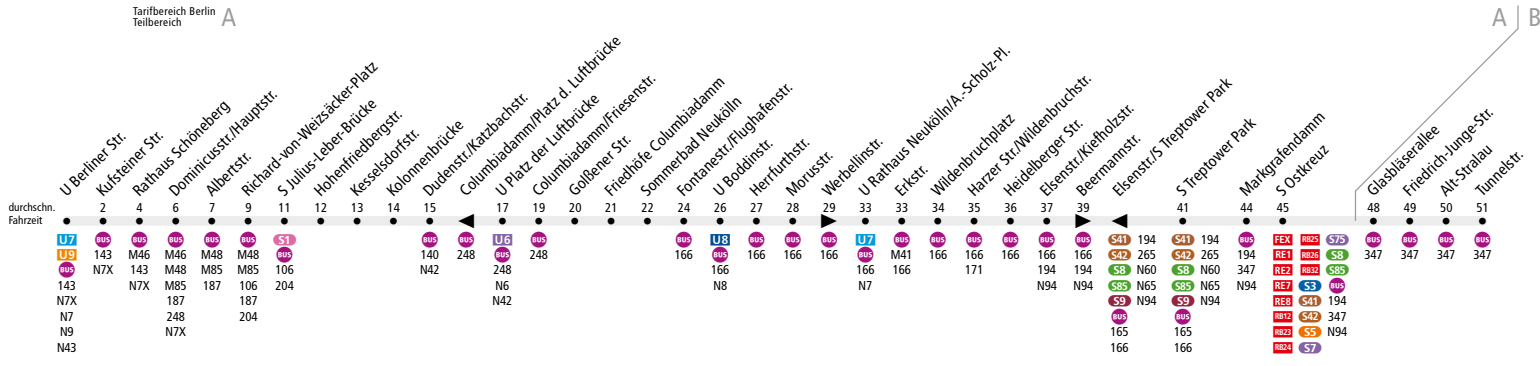 Tarifbereich Berlin
Teilbereich A
A | B
U Berliner Str.
Kufsteiner Str.
Rathaus Schöneberg
Dominicusstr./Hauptstr.
Albertstr.
Richard-von-Weizsäcker-Platz
S Julius-Leber-Brücke
Hohenfriedbergstr.
Kesselsdorfstr.
Kolonnenbrücke
Dudenstr./Katzbachstr.
Columbiadamm/Platz d. Luftbrücke
U Platz der Luftbrücke
Columbiadamm/Friesenstr.
Golßener Str.
Friedhöfe Columbiadamm
Sommerbad Neukölln
Fontanestr./Flughafenstr.
U Boddinstr.
Herrfurthstr.
Morusstr.
Werbellinstr.
U Rathaus Neukölln/A.-Scholz-Pl.
Erkstr.
Wildenbruchplatz
Harzer Str./Wildenbruchstr.
Heidelberger Str.
Elsenstr./Kiefholzstr.
Beermannstr.
Elsenstr./S Treptower Park
S Treptower Park
Markgrafendamm
S Ostkreuz
Glasbläserallee
Friedrich-Junge-Str.
Alt-Stralau
Tunnelstr.
durchschn. 2 4 6 7 9 11 12 13 14 15 17 19 20 21 22 24 26 27 28 29 33 33 34 35 36 37 39 41 44 45 48 49 50 51
Fahrzeit
U7 BUS BUS BUS BUS BUS S1 BUS BUS U6 BUS BUS U8 BUS BUS BUS U7 BUS BUS BUS BUS BUS BUS S41 194 S41 194 BUS FEX RB25 S75 BUS BUS BUS BUS
U9 143 M46 M46 M48 M48 BUS 140 248 BUS 248 166 BUS 166 166 166 BUS M41 166 166 166 166 166 S42 265 S42 265 194 RE1 RB26 S8 347 347 347 347
BUS N7X 143 M48 M85 M85 106 N42 248 166 166 166 171 194 194 S8 N60 S8 N60 347 RE2 RB32 S85
143 N7X M85 187 106 204 N6 N8 N7 N94 N94 S85 N65 S85 N65 N94 RE7 S3 BUS
N7X 187 187 N42 S9 N94 S9 N94 RE8 S41 194
N7 248 204 BUS BUS RB12 S42 347
N9 N7X 165 165 RB23 S5 N94
N43 166 166 RB24 S7